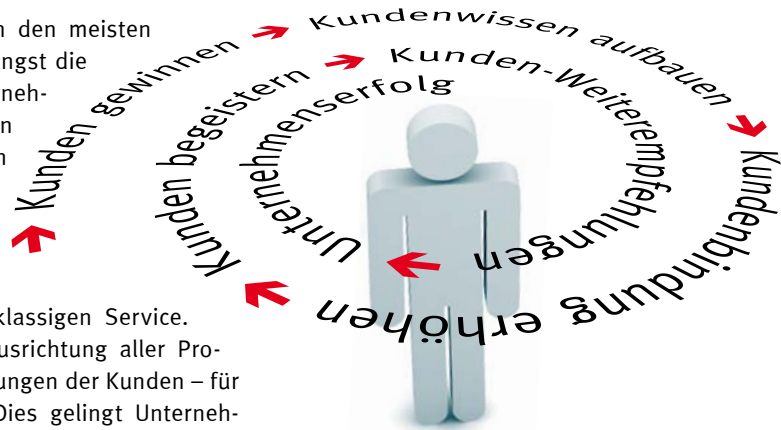 den meisten
ngst die
neh-
n
n
klassigen Service.
usrichtung aller Pro-
ungen der Kunden – für
Dies gelingt Unterneh-
Kunden gewinnen
Kundenwissen aufbauen
Kundenbindung erhöhen
Kunden begeistern
Kunden-Weiterempfehlungen
Unternehmenserfolg